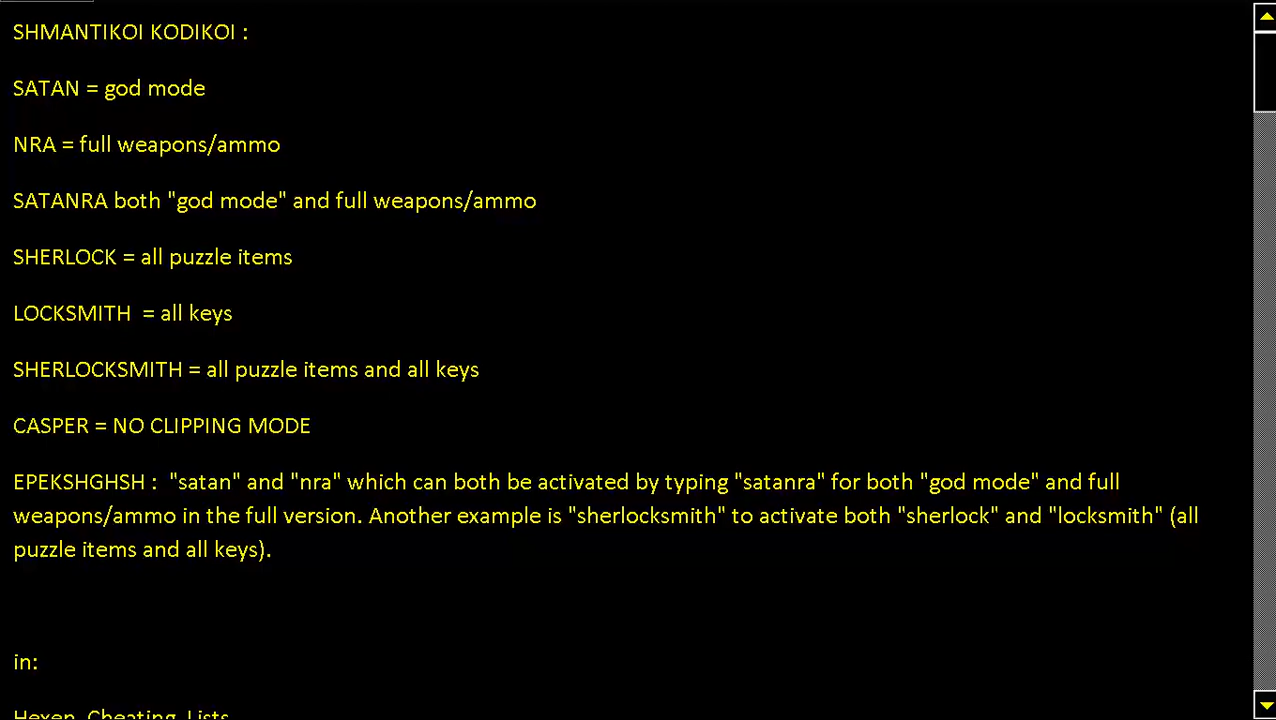 SHMANTIKOI KODIKOI :
SATAN = god mode
NRA = full weapons/ammo
SATANRA both "god mode" and full weapons/ammo
SHERLOCK = all puzzle items
LOCKSMITH  = all keys
SHERLOCKSMITH = all puzzle items and all keys
CASPER = NO CLIPPING MODE
EPEKSHGHSH :  "satan" and "nra" which can both be activated by typing "satanra" for both "god mode" and full
weapons/ammo in the full version. Another example is "sherlocksmith" to activate both "sherlock" and "locksmith" (all
puzzle items and all keys).
in:
Hexen  Cheating  Lists